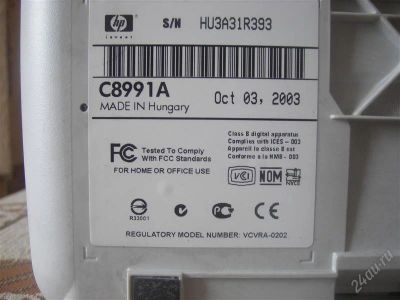 hp
invent
S/N HU3A31R393
C8991A
MADE IN Hungary
Oct 03, 2003
FC Tested To Comply
With FCC Standards
FOR HOME OR OFFICE USE
Class B digital apparatus
Complies with ICES - 003
Appareil de classe B est
Conforme a la NMB - 003
VCI NOM
NYCE
R33001
N
CE
REGULATORY MODEL NUMBER: VCVRA-0202
24au.ru